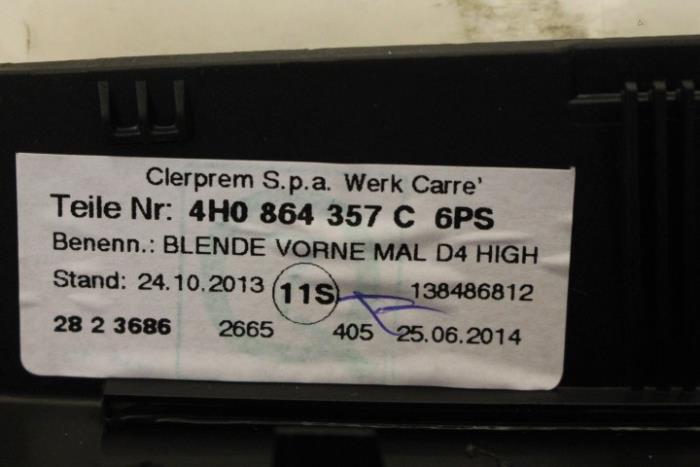 Clerprem S.p.a. Werk Carre'
Teile Nr: 4H0 864 357 C 6PS
Benenn.: BLENDE VORNE MAL D4 HIGH
Stand: 24.10.2013 11S 138486812
28 2 3686 2665 405 25.06.2014